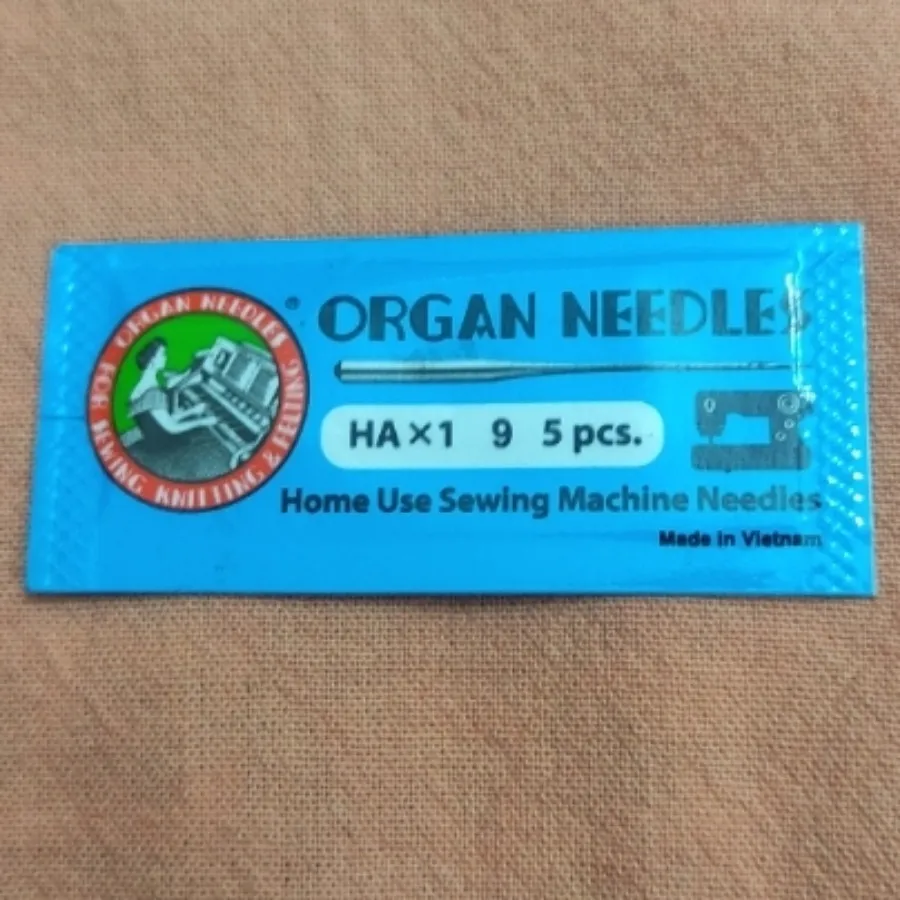 ORGAN NEEDLES
FOR SEWING KNITTING & FELTING
® ORGAN NEEDLES
HA×1 9 5 pcs.
Home Use Sewing Machine Needles
Made in Vietnam